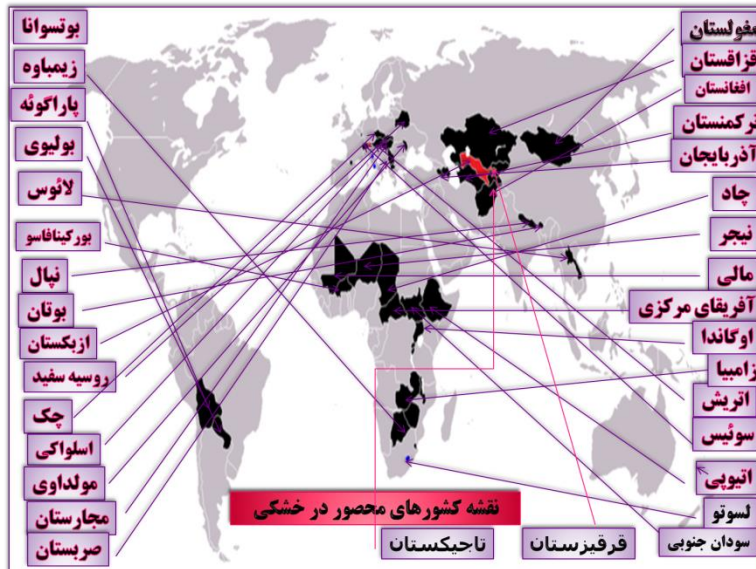 مغولستان
قزاقستان
افغانستان
ترکمنستان
آذربایجان
چاد
نیجر
مالی
آفریقای مرکزی
اوگاندا
زامبیا
اتریش
سوئیس
اتیوپی
لسوتو
سودان جنوبی
بوتسوانا
زیمباوه
پاراگوئه
بولیوی
لائوس
بورکینافاسو
نپال
بوتان
ازبکستان
روسیه سفید
چک
اسلواکی
مولداوی
مجارستان
صربستان
نقشه کشورهای محصور در خشکی
قرقیزستان
تاجیکستان